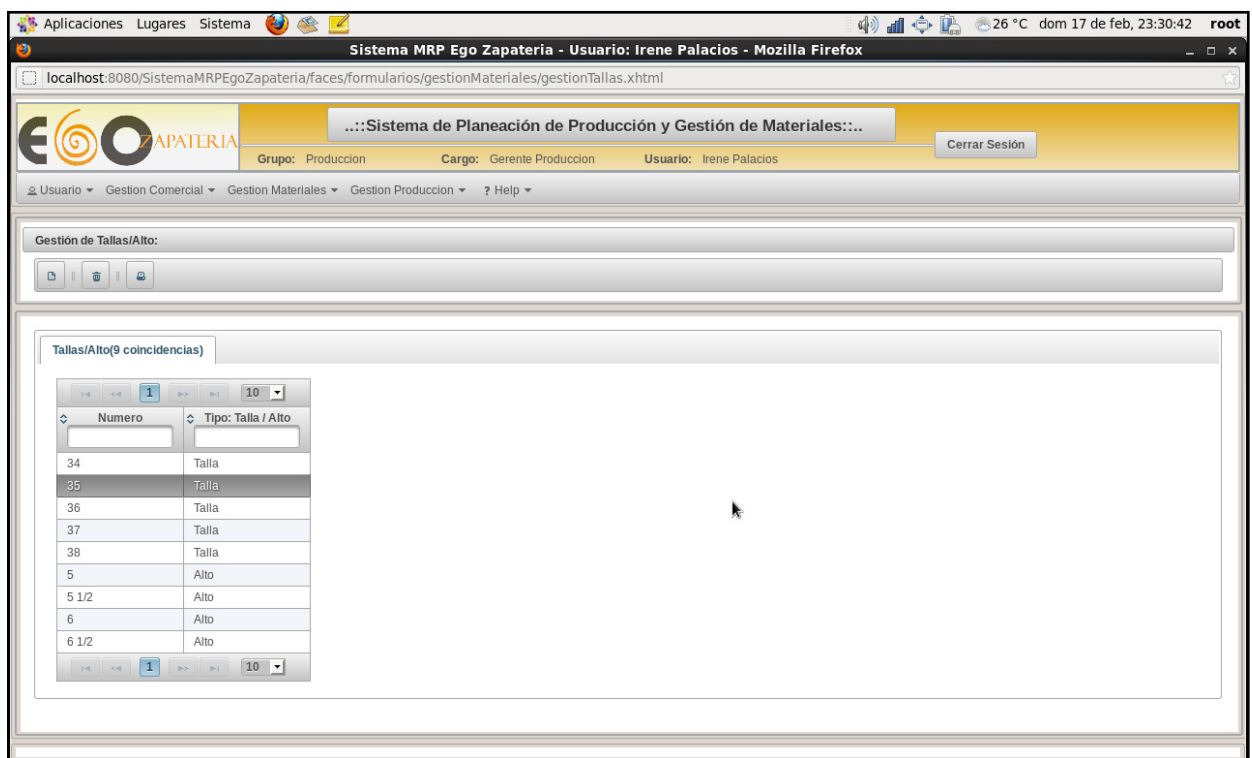 Aplicaciones Lugares Sistema 26 °C dom 17 de feb, 23:30:42 root
Sistema MRP Ego Zapateria - Usuario: Irene Palacios - Mozilla Firefox
localhost:8080/SistemaMRPEgoZapateria/faces/formularios/gestionMateriales/gestionTallas.xhtml
EGO ZAPATERIA
..::Sistema de Planeación de Producción y Gestión de Materiales::..
Cerrar Sesión
Grupo: Produccion Cargo: Gerente Produccion Usuario: Irene Palacios
Usuario Gestion Comercial Gestion Materiales Gestion Produccion ? Help
Gestión de Tallas/Alto:
Tallas/Alto(9 coincidencias)
1 10
Numero Tipo: Talla / Alto
34 Talla
35 Talla
36 Talla
37 Talla
38 Talla
5 Alto
5 1/2 Alto
6 Alto
6 1/2 Alto
1 10